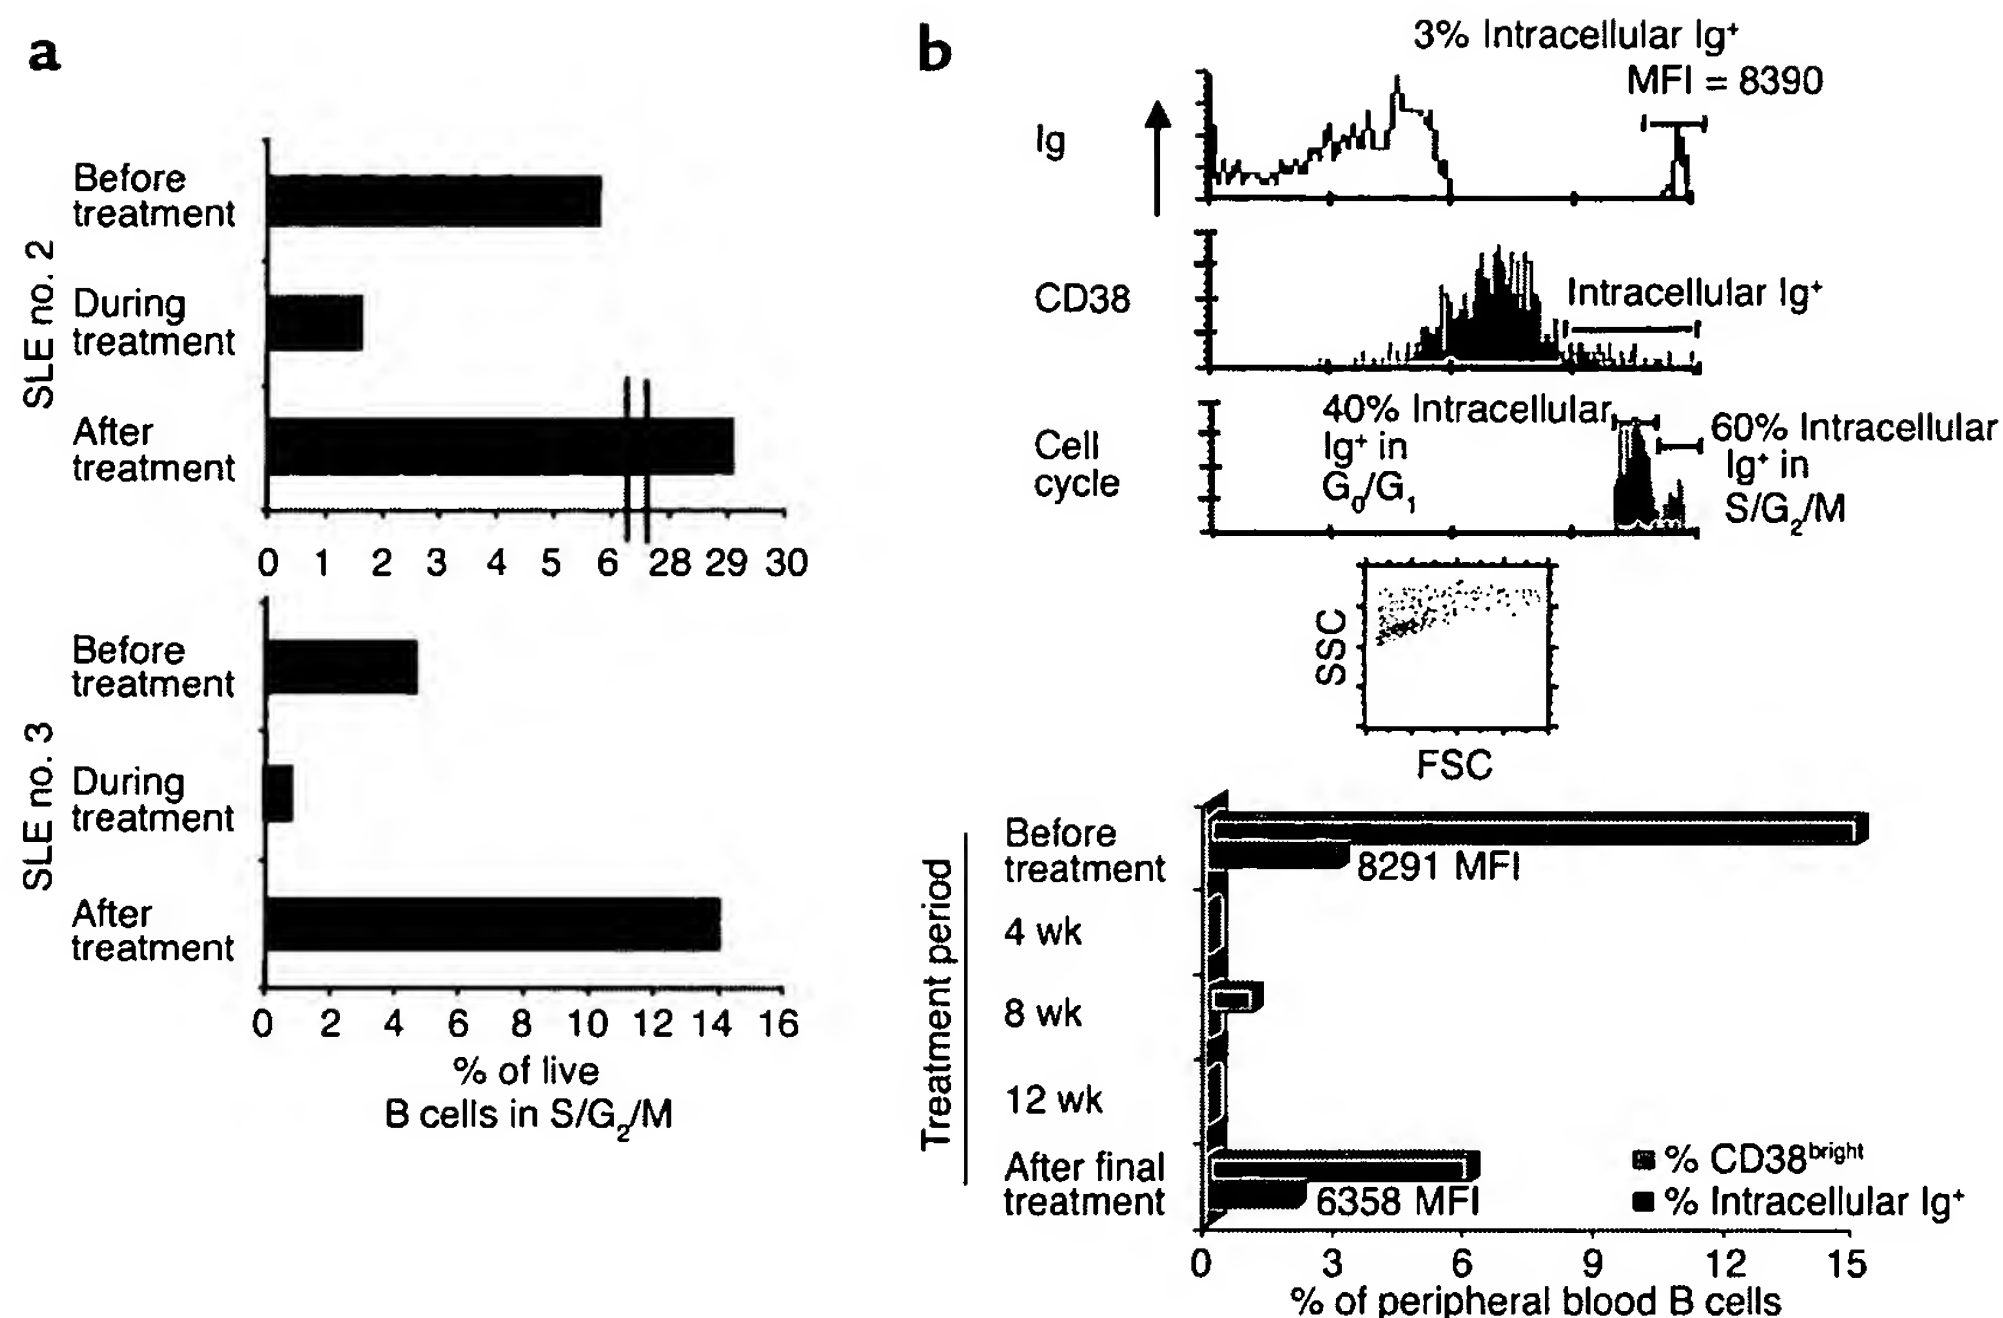 a
SLE no. 2
Before
treatment
During
treatment
After
treatment
0 1 2 3 4 5 6 28 29 30
SLE no. 3
Before
treatment
During
treatment
After
treatment
0 2 4 6 8 10 12 14 16
% of live
B cells in S/G₂/M
b
3% Intracellular Ig⁺
MFI = 8390
Ig
CD38
Intracellular Ig⁺
Cell
cycle
40% Intracellular
Ig⁺ in
G₀/G₁
60% Intracellular
Ig⁺ in
S/G₂/M
SSC
FSC
Treatment period
Before
treatment
8291 MFI
4 wk
8 wk
12 wk
After final
treatment
6358 MFI
% CD38ᵇʳⁱᵍʰᵗ
% Intracellular Ig⁺
0 3 6 9 12 15
% of peripheral blood B cells